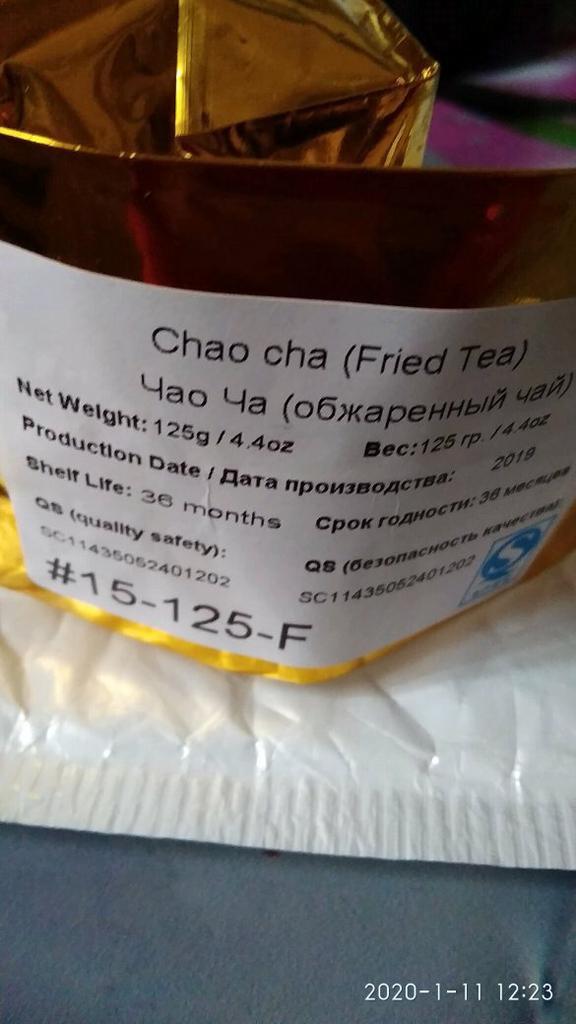 Chao cha (Fried Tea)
Чао Ча (обжаренный чай)
Net Weight: 125g / 4.4oz Вес: 125 гр. / 4.4oz
Production Date / Дата производства: 2019
Shelf Life: 36 months Срок годности: 36 месяцев
QS (quality safety): QS (безопасность качества):
SC11435052401202 SC11435052401202
#15-125-F
2020-1-11 12:23